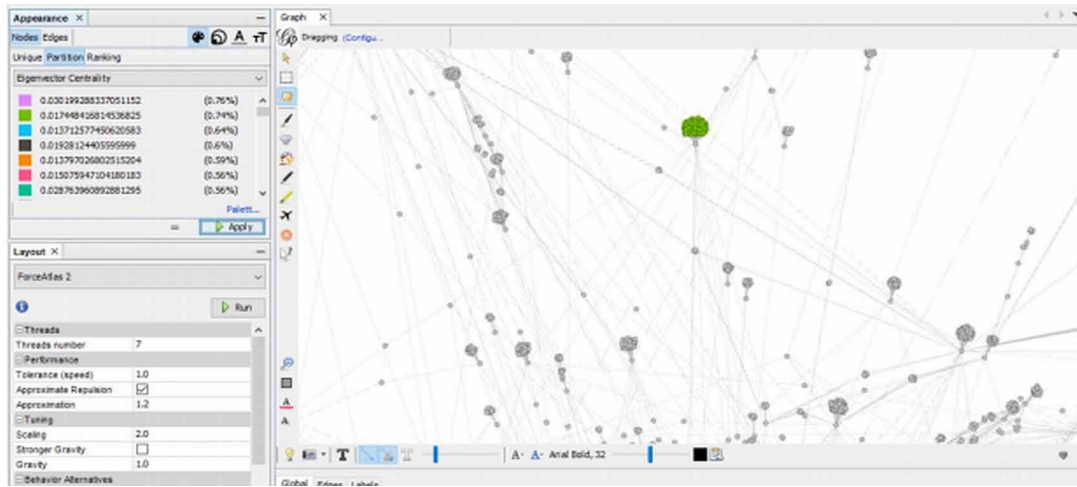 Appearance
Nodes Edges
Unique Partition Ranking
Eigenvector Centrality
0.030199288337051152 (0.76%)
0.017448416814536825 (0.74%)
0.013712577450620583 (0.64%)
0.01928124405595999 (0.6%)
0.013797026802515204 (0.59%)
0.015075947104180183 (0.56%)
0.028763960892881295 (0.56%)
Palett...
Apply
Layout
ForceAtlas 2
Run
Threads
Threads number 7
Performance
Tolerance (speed) 1.0
Approximate Repulsion
Approximation 1.2
Tuning
Scaling 2.0
Stronger Gravity
Gravity 1.0
Behavior Alternatives
Graph
Dragging (Configu...
Arial Bold, 32
Global Edges Labels